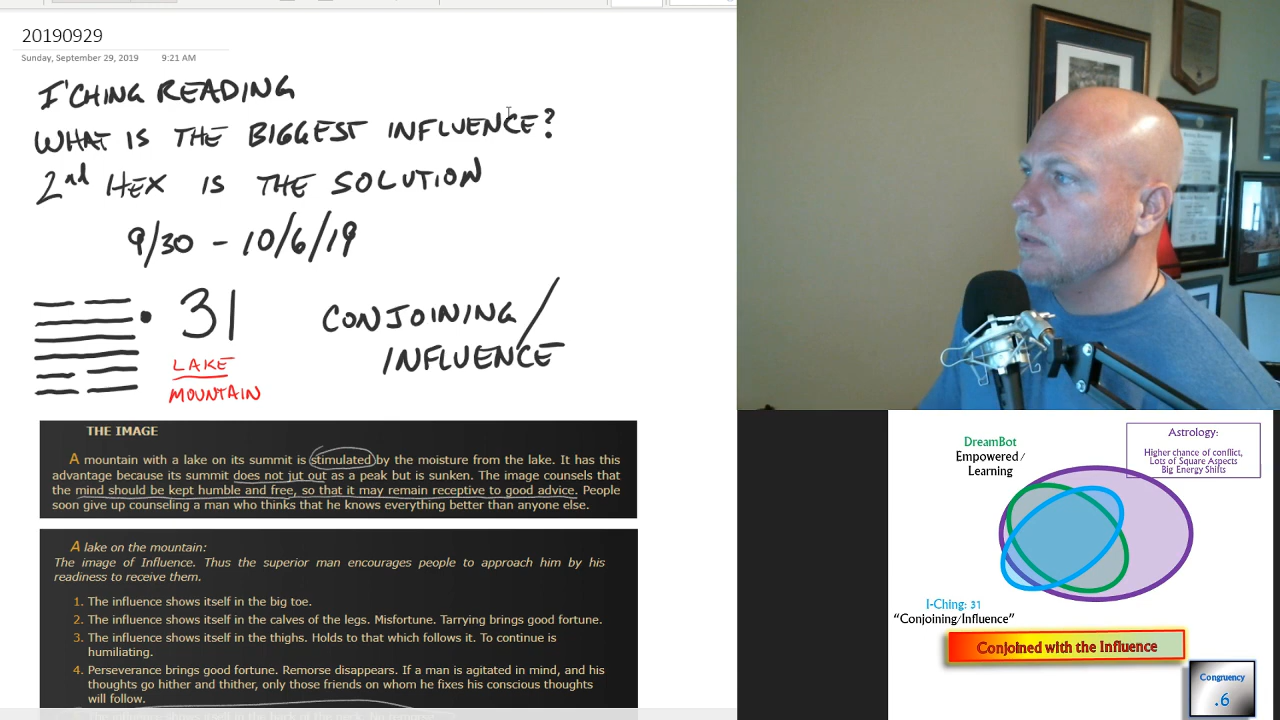 20190929
Sunday, September 29, 2019 9:21 AM
I'CHING READING
WHAT IS THE BIGGEST INFLUENCE?
2nd HEX IS THE SOLUTION
9/30 - 10/6/19
31
LAKE
MOUNTAIN
CONJOINING/
INFLUENCE
THE IMAGE
A mountain with a lake on its summit is stimulated by the moisture from the lake. It has this
advantage because its summit does not jut out as a peak but is sunken. The image counsels that
the mind should be kept humble and free, so that it may remain receptive to good advice. People
soon give up counseling a man who thinks that he knows everything better than anyone else.
A lake on the mountain:
The image of Influence. Thus the superior man encourages people to approach him by his
readiness to receive them.
1. The influence shows itself in the big toe.
2. The influence shows itself in the calves of the legs. Misfortune. Tarrying brings good fortune.
3. The influence shows itself in the thighs. Holds to that which follows it. To continue is
humiliating.
4. Perseverance brings good fortune. Remorse disappears. If a man is agitated in mind, and his
thoughts go hither and thither, only those friends on whom he fixes his conscious thoughts
will follow.
DreamBot
Empowered/
Learning
Astrology:
Higher chance of conflict,
Lots of Square Aspects
Big Energy Shifts
I-Ching: 31
“Conjoining/Influence”
Conjoined with the Influence
Congruency
.6